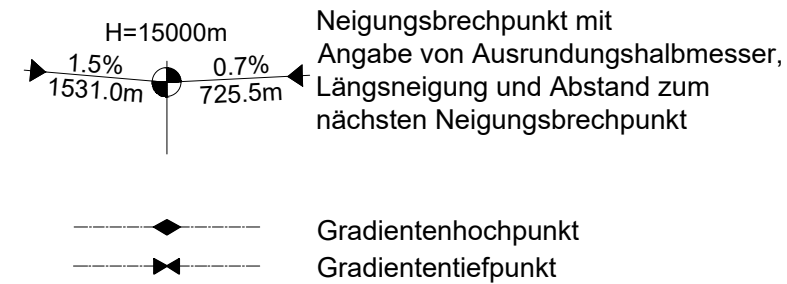 H=15000m
1.5% 0.7%
1531.0m 725.5m
Neigungsbrechpunkt mit
Angabe von Ausrundungshalbmesser,
Längsneigung und Abstand zum
nächsten Neigungsbrechpunkt
Gradientenhochpunkt
Gradiententiefpunkt